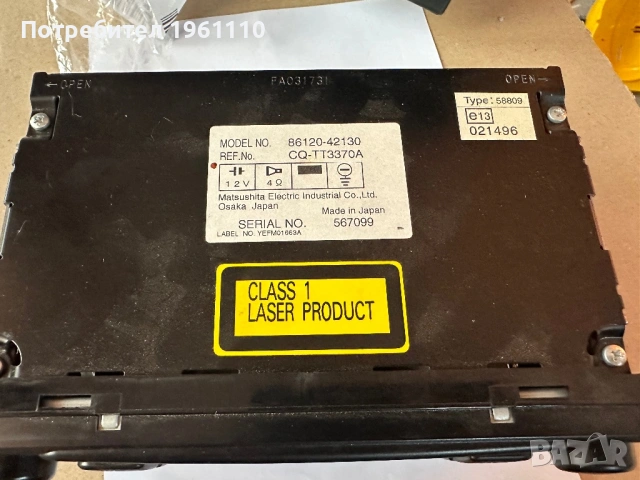 Потребител 1961110
←OPEN
PA031731
OPEN→
Type: 58809
e13
021496
MODEL NO. 86120-42130
REF.No. CQ-TT3370A
12V 4Ω
Matsushita Electric Industrial Co.,Ltd.
Osaka Japan Made in Japan
SERIAL NO. 567099
LABEL NO. YEFM01663A
CLASS 1
LASER PRODUCT
BAZAR